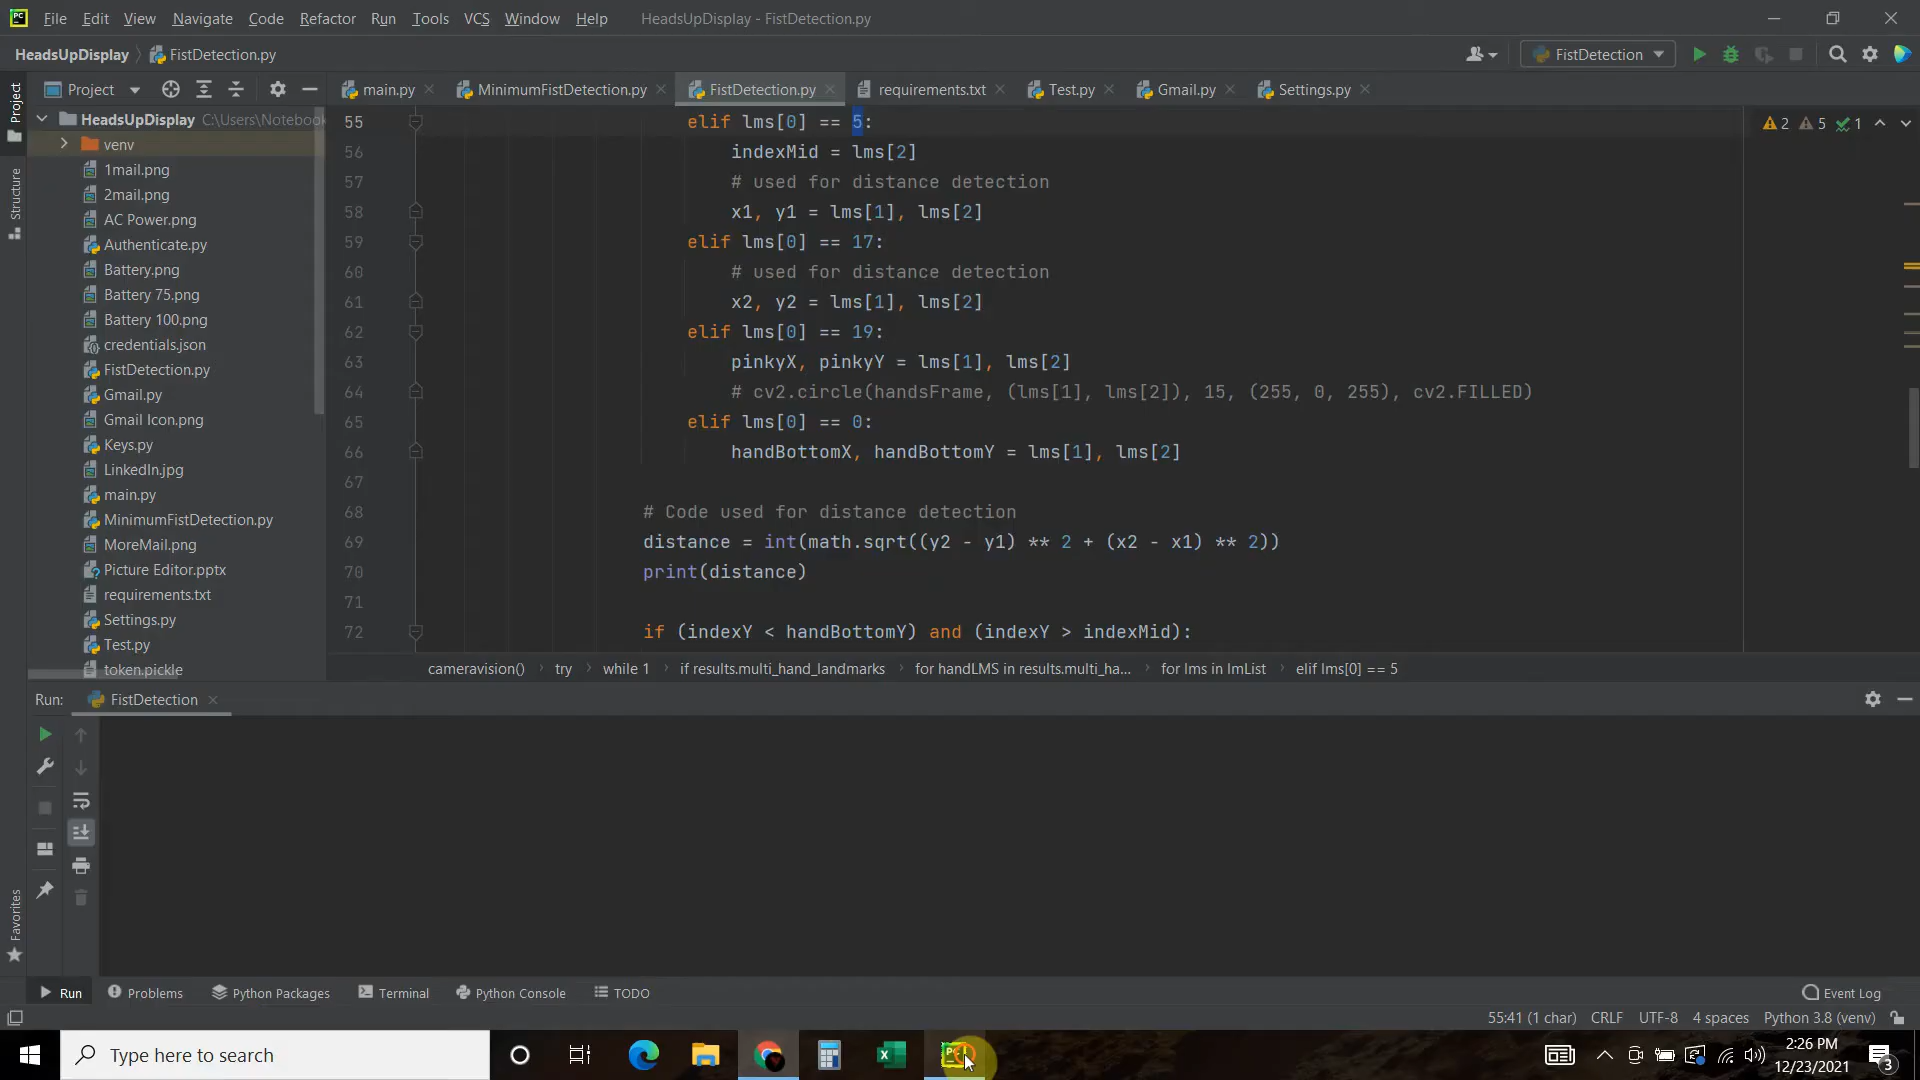 File Edit View Navigate Code Refactor Run Tools VCS Window Help HeadsUpDisplay - FistDetection.py
HeadsUpDisplay FistDetection.py FistDetection
Project main.py MinimumFistDetection.py FistDetection.py requirements.txt Test.py Gmail.py Settings.py
Project
Structure
Favorites
HeadsUpDisplay C:\Users\Notebook
venv
1mail.png
2mail.png
AC Power.png
Authenticate.py
Battery.png
Battery 75.png
Battery 100.png
credentials.json
FistDetection.py
Gmail.py
Gmail Icon.png
Keys.py
LinkedIn.jpg
main.py
MinimumFistDetection.py
MoreMail.png
Picture Editor.pptx
requirements.txt
Settings.py
Test.py
token.pickle
2 5 1
55 elif lms[0] == 5:
56 indexMid = lms[2]
57 # used for distance detection
58 x1, y1 = lms[1], lms[2]
59 elif lms[0] == 17:
60 # used for distance detection
61 x2, y2 = lms[1], lms[2]
62 elif lms[0] == 19:
63 pinkyX, pinkyY = lms[1], lms[2]
64 # cv2.circle(handsFrame, (lms[1], lms[2]), 15, (255, 0, 255), cv2.FILLED)
65 elif lms[0] == 0:
66 handBottomX, handBottomY = lms[1], lms[2]
67
68 # Code used for distance detection
69 distance = int(math.sqrt((y2 - y1) ** 2 + (x2 - x1) ** 2))
70 print(distance)
71
72 if (indexY < handBottomY) and (indexY > indexMid):
cameravision() try while 1 if results.multi_hand_landmarks for handLMS in results.multi_ha... for lms in lmList elif lms[0] == 5
Run: FistDetection
Run Problems Python Packages Terminal Python Console TODO Event Log
55:41 (1 char) CRLF UTF-8 4 spaces Python 3.8 (venv)
Type here to search
2:26 PM
12/23/2021
3